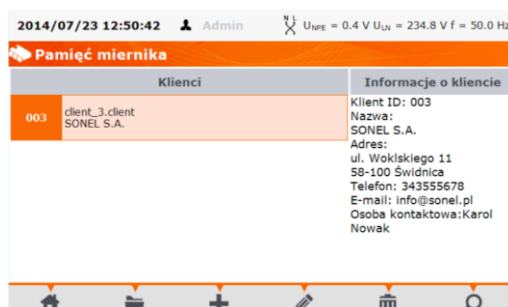 2014/07/23 12:50:42 Admin N L UNPE = 0.4 V ULN = 234.8 V f = 50.0 Hz
Pamięć miernika
Klienci
Informacje o kliencie
003
client_3.client
SONEL S.A.
Klient ID: 003
Nazwa:
SONEL S.A.
Adres:
ul. Woklskiego 11
58-100 Świdnica
Telefon: 343555678
E-mail: info@sonel.pl
Osoba kontaktowa:Karol
Nowak